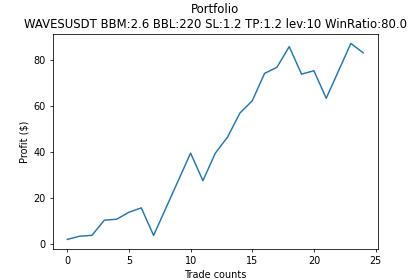 Portfolio
WAVESUSDT BBM:2.6 BBL:220 SL:1.2 TP:1.2 lev:10 WinRatio:80.0
Profit ($)
80
60
40
20
0
0 5 10 15 20 25
Trade counts